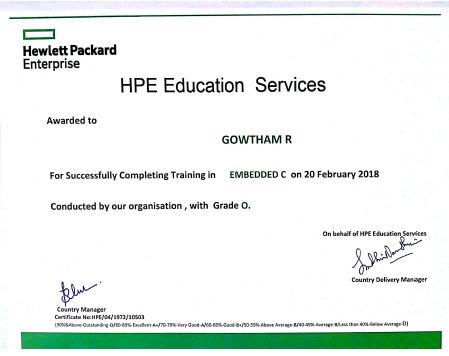 Hewlett Packard
Enterprise
HPE Education Services
Awarded to
GOWTHAM R
For Successfully Completing Training in EMBEDDED C on 20 February 2018
Conducted by our organisation , with Grade O.
On behalf of HPE Education Services
Country Delivery Manager
Country Manager
Certificate No:HPE/04/1972/10503
(90%&Above-Outstanding-O/80-89%-Excellent-A+/70-79%-Very Good-A/60-69%-Good-B+/50-59%-Above Average-B/40-49%-Average-B/Less than 40%-Below Average-D)